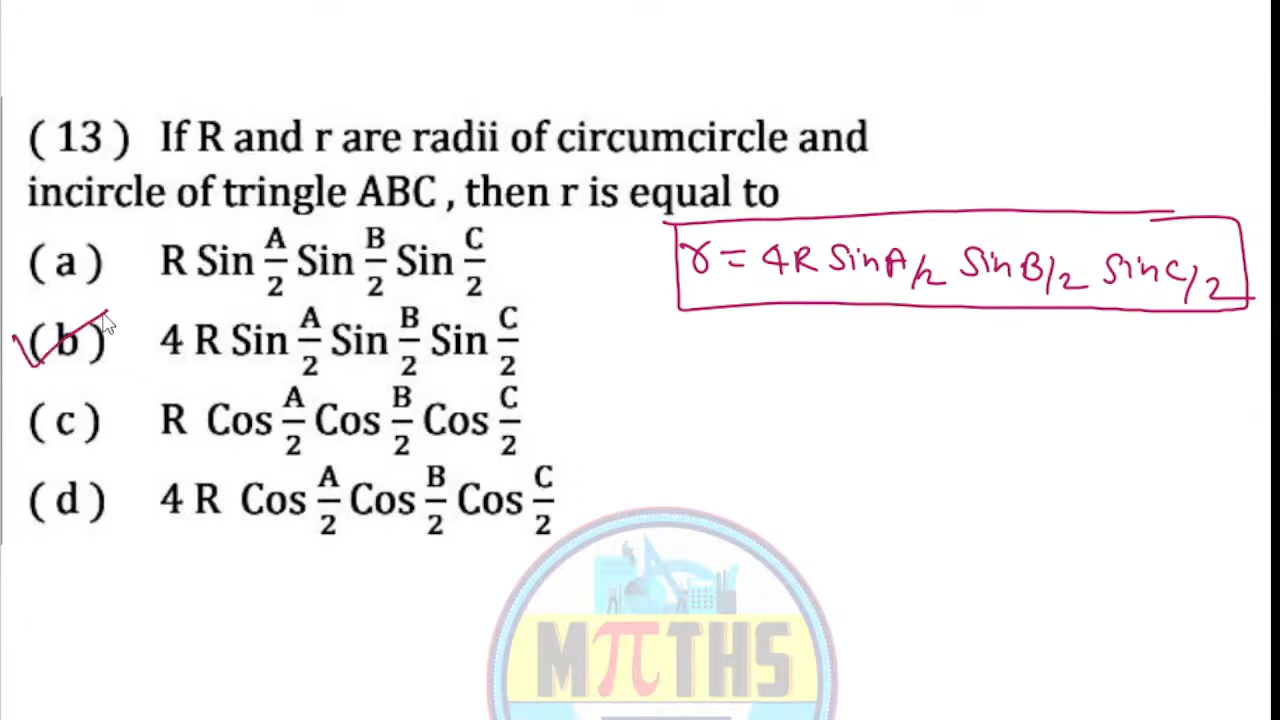 ( 13 ) If R and r are radii of circumcircle and
incircle of tringle ABC , then r is equal to
( a ) R Sin A/2 Sin B/2 Sin C/2
( b ) 4 R Sin A/2 Sin B/2 Sin C/2
( c ) R Cos A/2 Cos B/2 Cos C/2
( d ) 4 R Cos A/2 Cos B/2 Cos C/2
r = 4R SinA/2 SinB/2 SinC/2
MπTHS